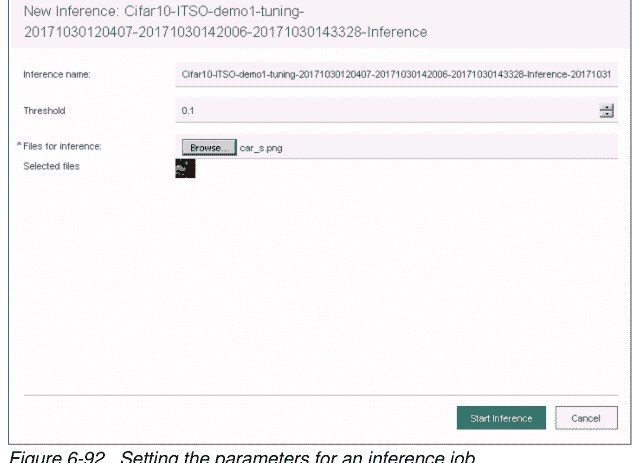 New Inference: Cifar10-ITSO-demo1-tuning-
20171030120407-20171030142006-20171030143328-Inference
Inference name: Cifar10-ITSO-demo1-tuning-20171030120407-20171030142006-20171030143328-Inference-20171031
Threshold 0.1
*Files for inference: Browse... car_s.png
Selected files
Start Inference Cancel
Figure 6-92 Setting the parameters for an inference job